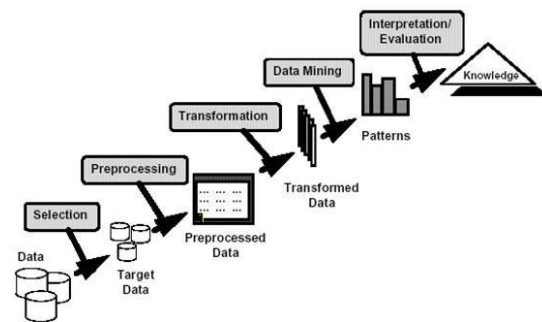 Interpretation/
Evaluation
Data Mining
Knowledge
Transformation
Patterns
Preprocessing
Transformed
Data
Selection
Preprocessed
Data
Data
Target
Data